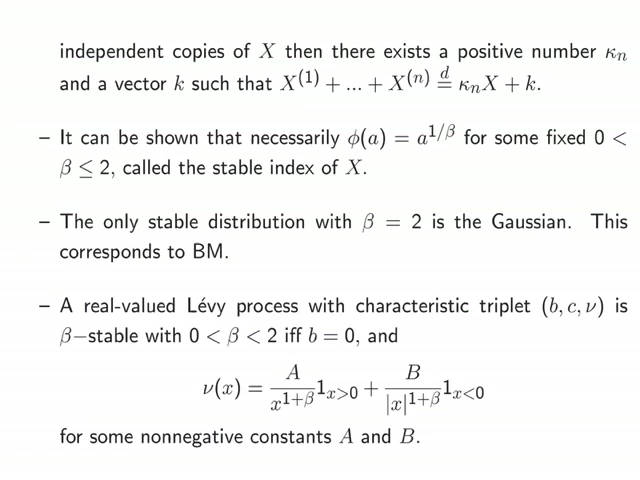 independent copies of X then there exists a positive number κₙ
and a vector k such that X⁽¹⁾ + ... + X⁽ⁿ⁾ =ᵈ κₙX + k.
– It can be shown that necessarily ϕ(a) = a^{1/β} for some fixed 0 <
β ≤ 2, called the stable index of X.
– The only stable distribution with β = 2 is the Gaussian. This
corresponds to BM.
– A real-valued Lévy process with characteristic triplet (b, c, ν) is
β−stable with 0 < β < 2 iff b = 0, and
ν(x) = A/x^{1+β} 1_{x>0} + B/|x|^{1+β} 1_{x<0}
for some nonnegative constants A and B.